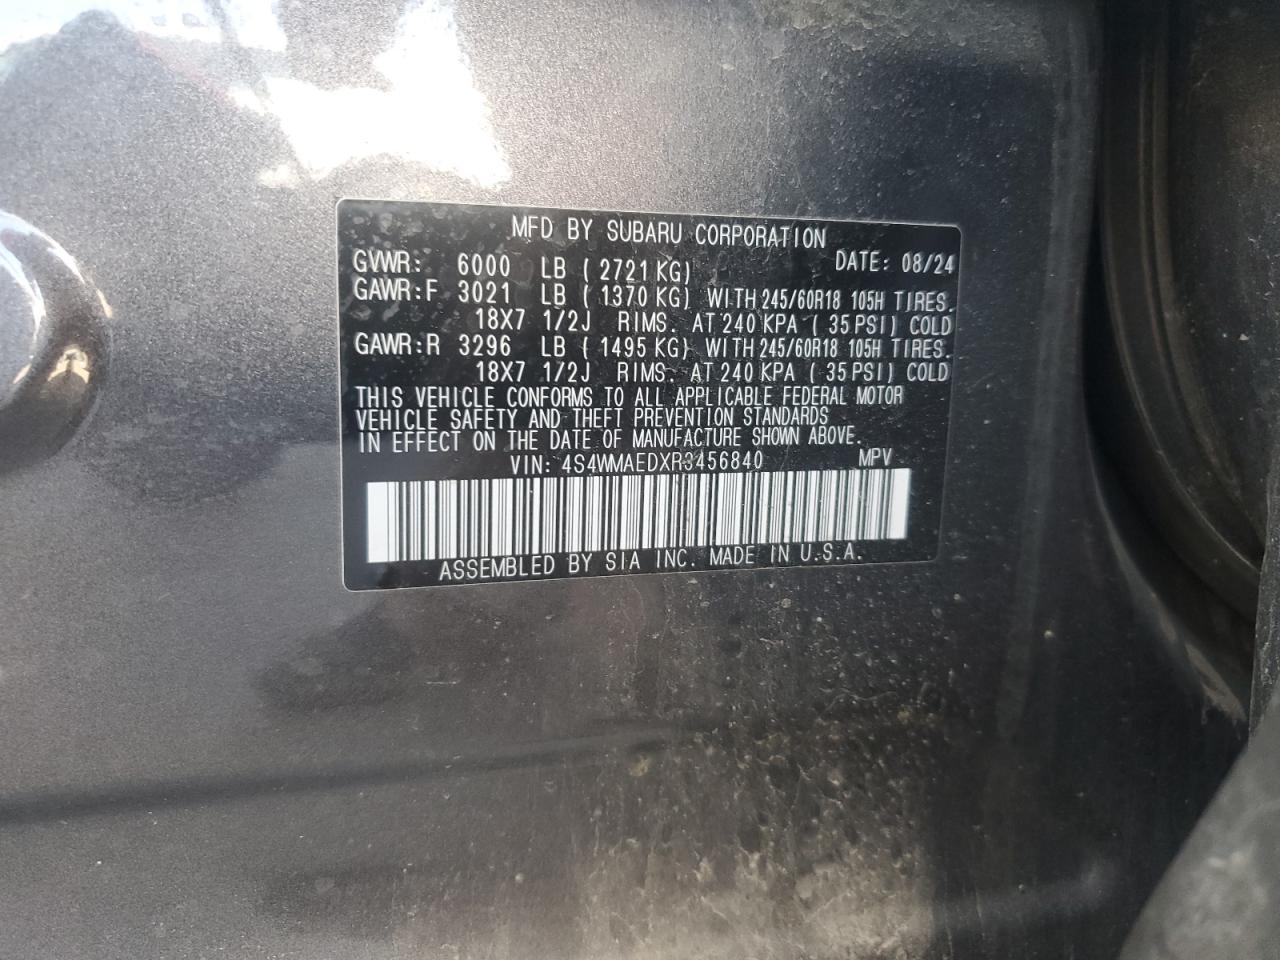 MFD BY SUBARU CORPORATION
GVWR: 6000 LB ( 2721 KG) DATE: 08/24
GAWR:F 3021 LB ( 1370 KG) WITH 245/60R18 105H TIRES.
18X7 1/2J RIMS. AT 240 KPA ( 35 PSI) COLD
GAWR:R 3296 LB ( 1495 KG) WITH 245/60R18 105H TIRES.
18X7 1/2J RIMS. AT 240 KPA ( 35 PSI) COLD
THIS VEHICLE CONFORMS TO ALL APPLICABLE FEDERAL MOTOR
VEHICLE SAFETY AND THEFT PREVENTION STANDARDS
IN EFFECT ON THE DATE OF MANUFACTURE SHOWN ABOVE.
VIN: 4S4WMAEDXR3456840 MPV
ASSEMBLED BY SIA INC. MADE IN U.S.A.